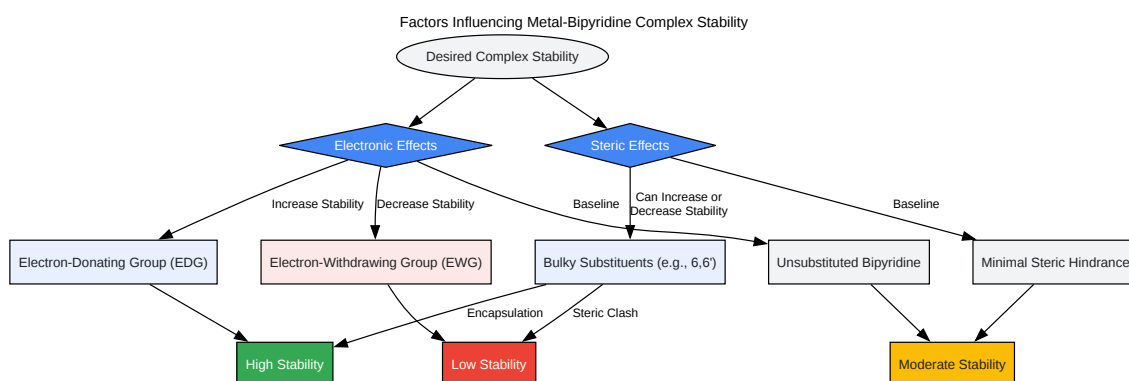 Factors Influencing Metal-Bipyridine Complex Stability
Desired Complex Stability
Electronic Effects
Steric Effects
Increase Stability
Decrease Stability
Baseline
Can Increase or
Decrease Stability
Baseline
Electron-Donating Group (EDG)
Electron-Withdrawing Group (EWG)
Bulky Substituents (e.g., 6,6')
Unsubstituted Bipyridine
Minimal Steric Hindrance
Encapsulation
Steric Clash
High Stability
Low Stability
Moderate Stability